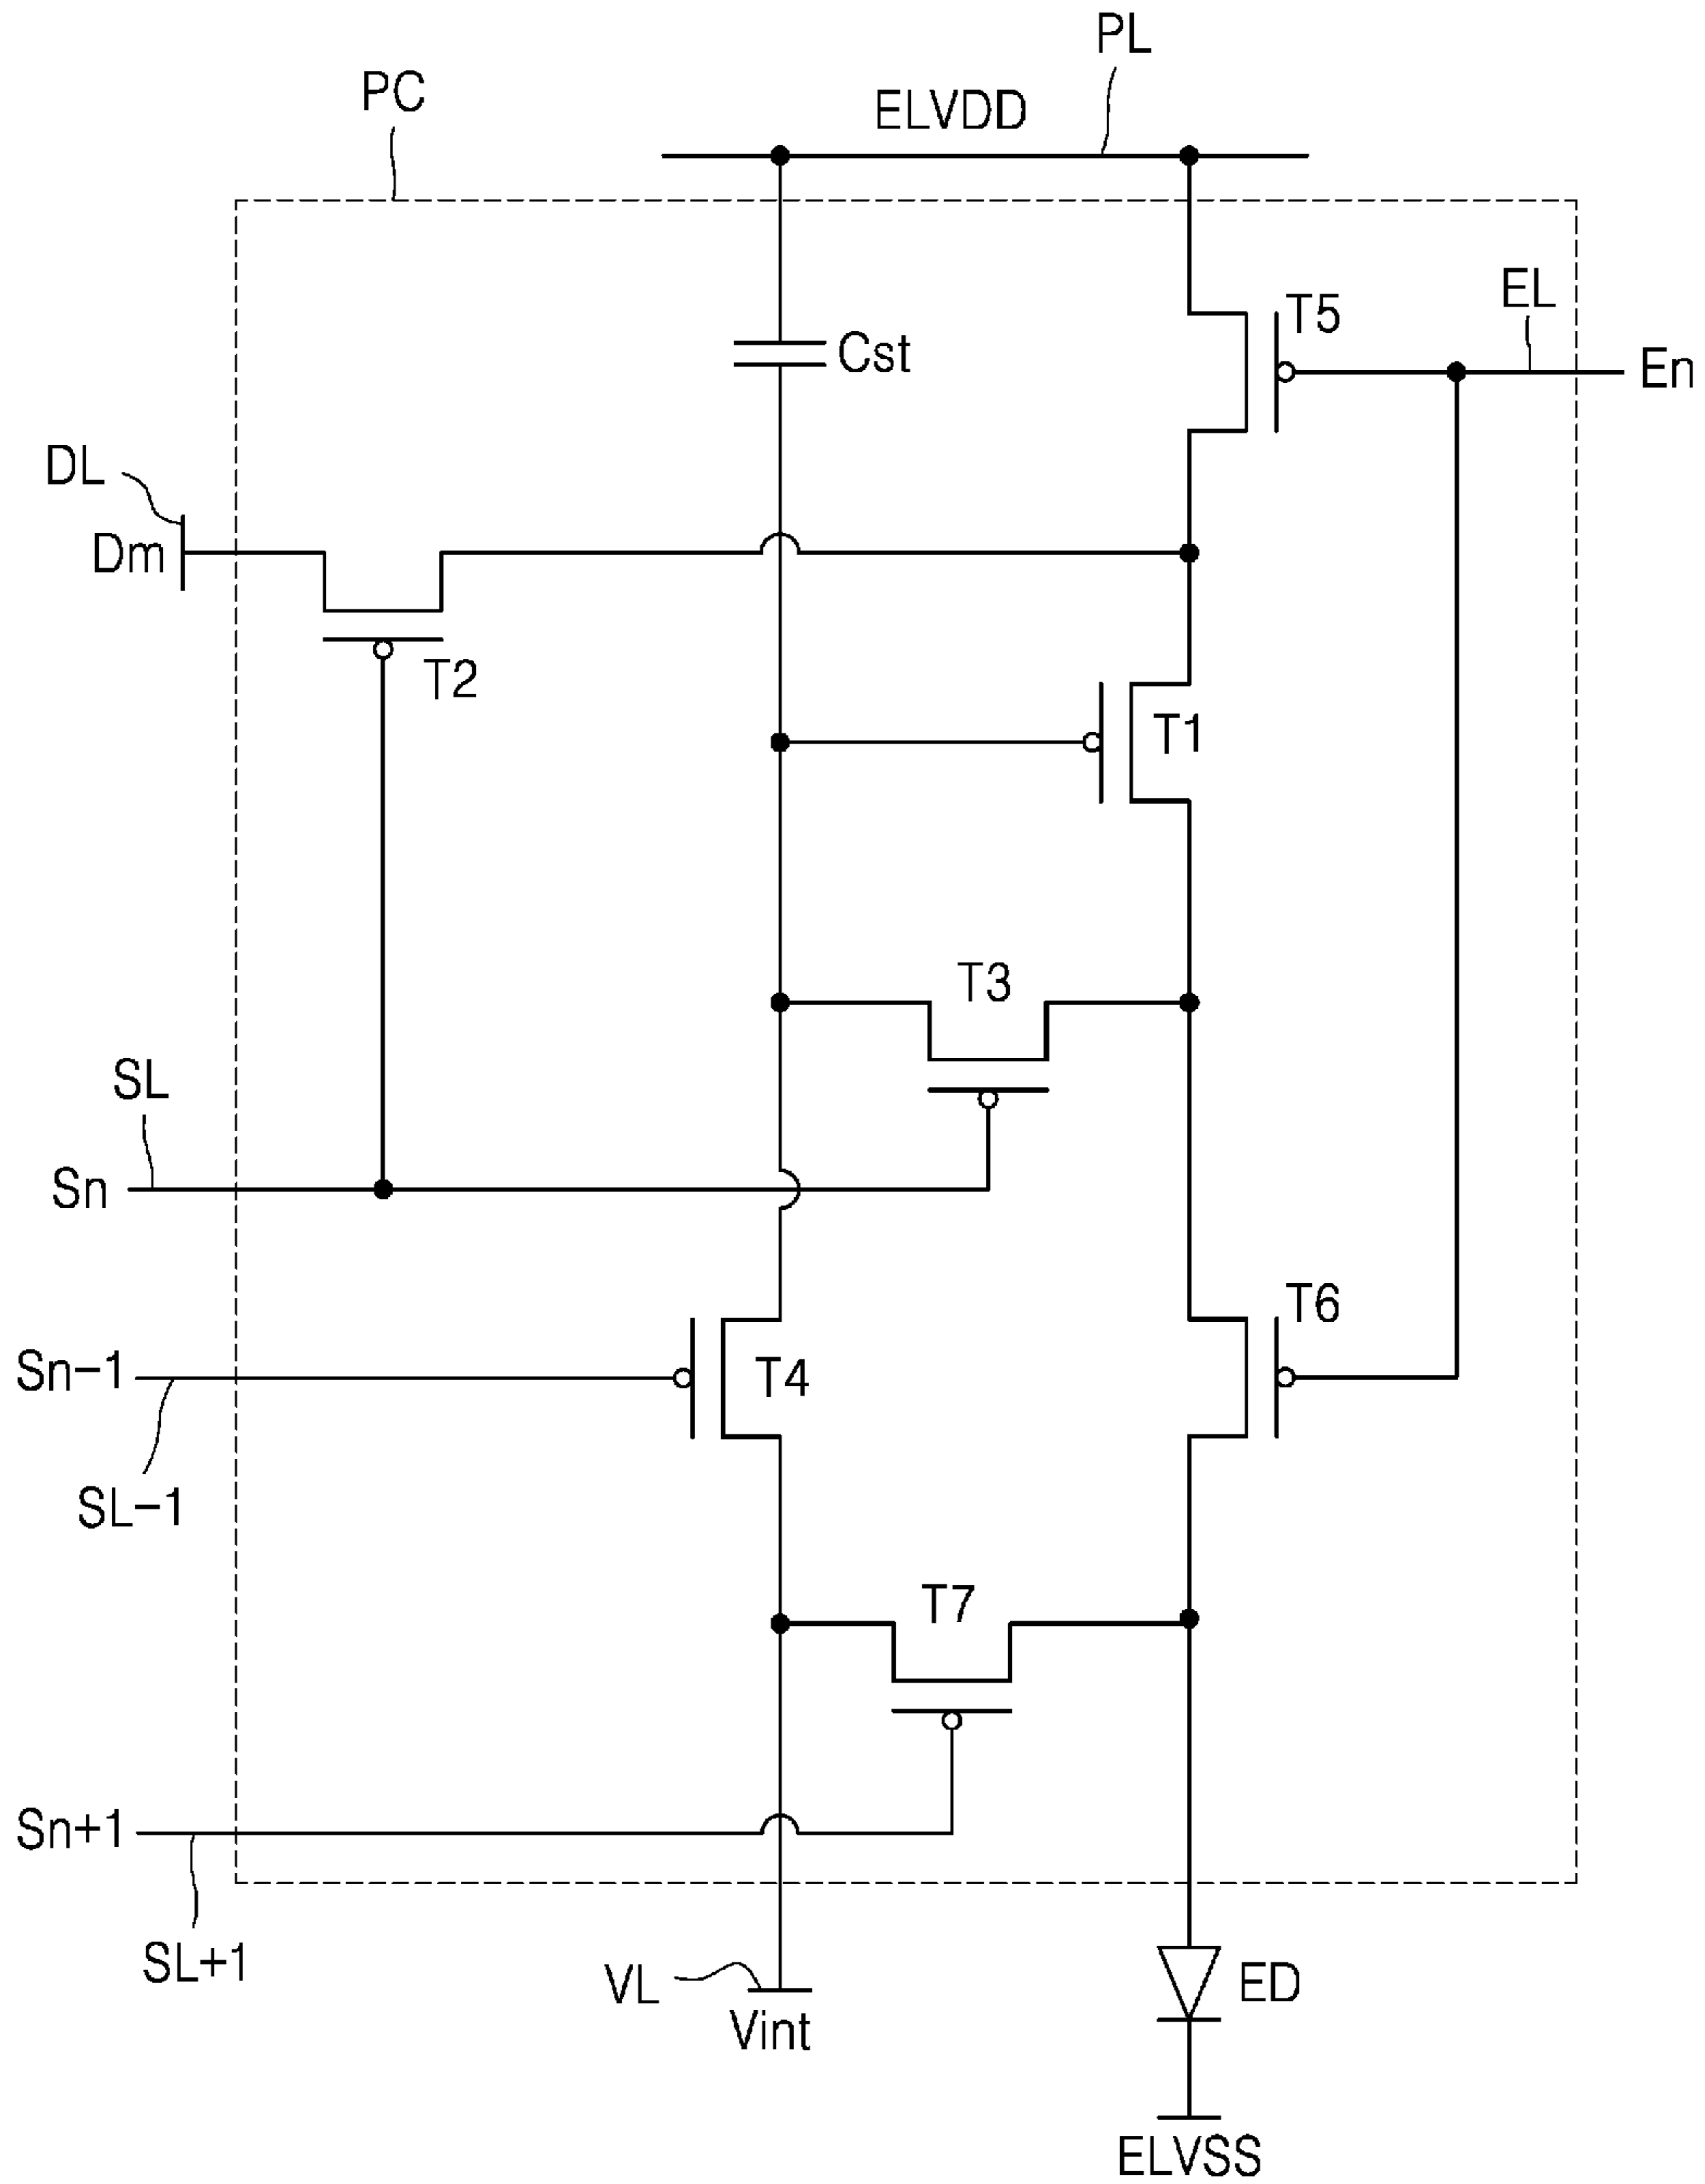 PL
PC
ELVDD
EL
T5
Cst
En
DL
Dm
T2
T1
T3
SL
Sn
T6
Sn-1
T4
SL-1
T7
Sn+1
SL+1
VL
ED
Vint
ELVSS